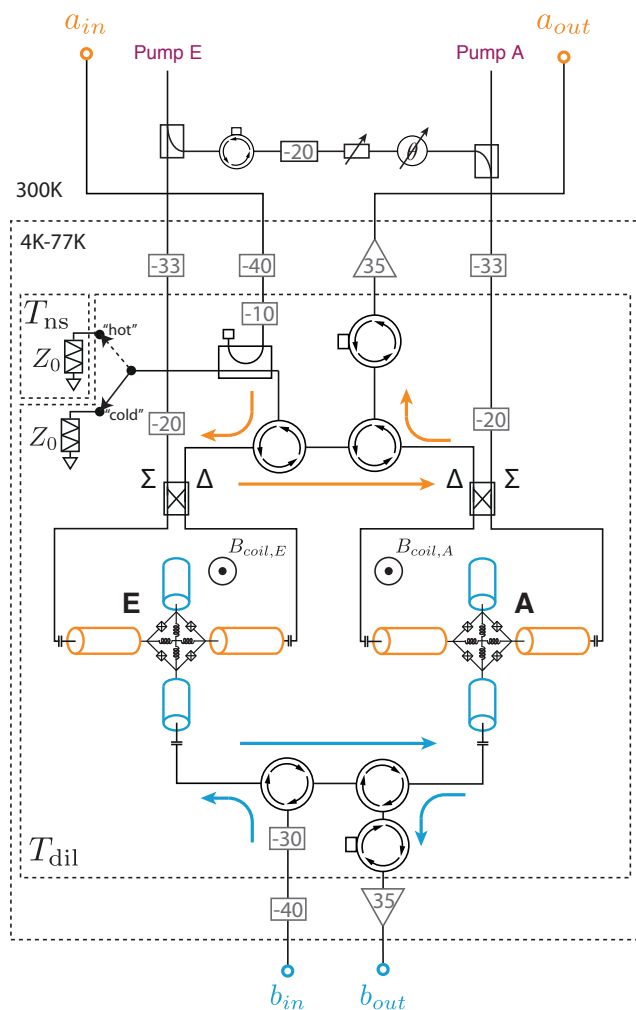 a_in a_out
Pump E Pump A
-20 θ
300K
4K-77K
-33 -40 35 -33
T_ns "hot" -10
Z_0
"cold"
Z_0 -20 -20
Σ Δ Δ Σ
B_coil,E B_coil,A
E A
T_dil -30
-40 35
b_in b_out